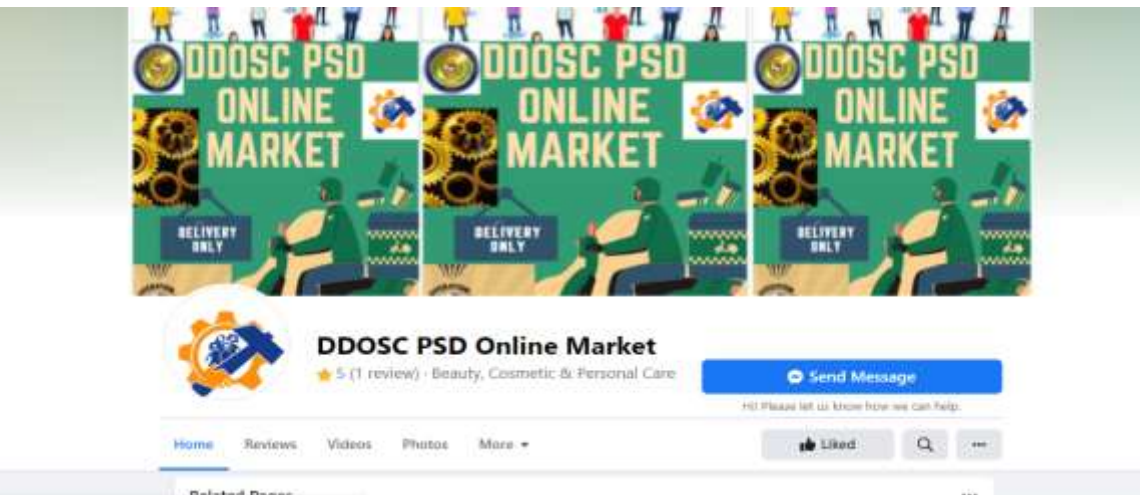 DDOSC PSD
ONLINE
MARKET
DELIVERY
ONLY
DDOSC PSD
ONLINE
MARKET
DELIVERY
ONLY
DDOSC PSD
ONLINE
MARKET
DELIVERY
ONLY
DDOSC PSD Online Market
5 (1 review) · Beauty, Cosmetic & Personal Care
Send Message
Hi! Please let us know how we can help.
Home Reviews Videos Photos More
Liked
Related Pages